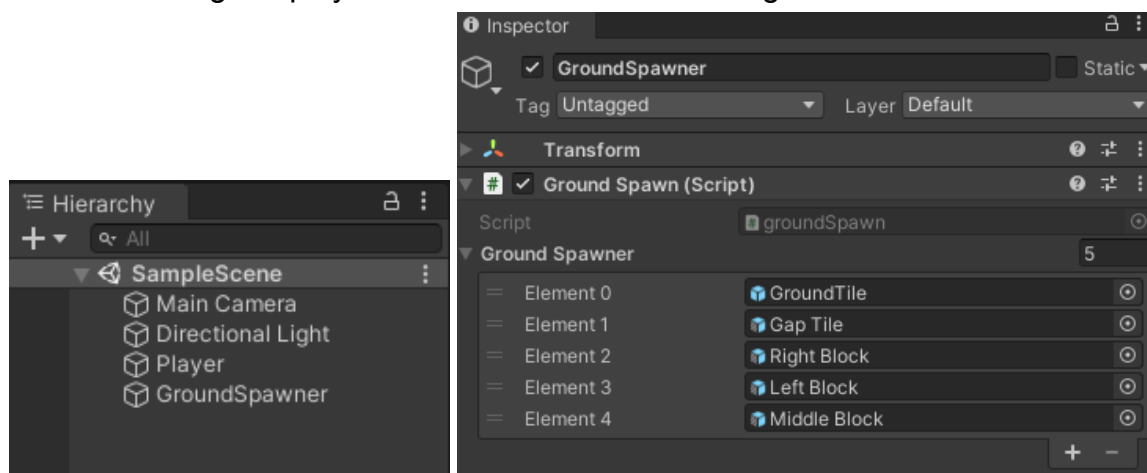 Inspector
GroundSpawner
Static
Tag Untagged Layer Default
Transform
# Ground Spawn (Script)
Script groundSpawn
Ground Spawner 5
Element 0 GroundTile
Element 1 Gap Tile
Element 2 Right Block
Element 3 Left Block
Element 4 Middle Block
+ −
Hierarchy
+ All
SampleScene
Main Camera
Directional Light
Player
GroundSpawner